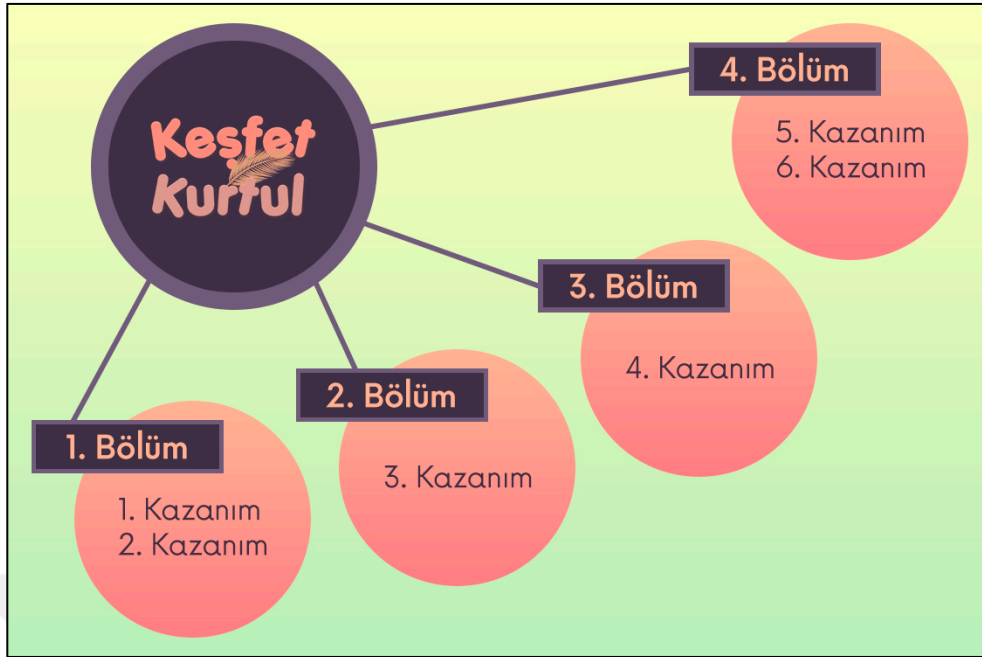 Keşfet
Kurtul
1. Bölüm
1. Kazanım
2. Kazanım
2. Bölüm
3. Kazanım
3. Bölüm
4. Kazanım
4. Bölüm
5. Kazanım
6. Kazanım